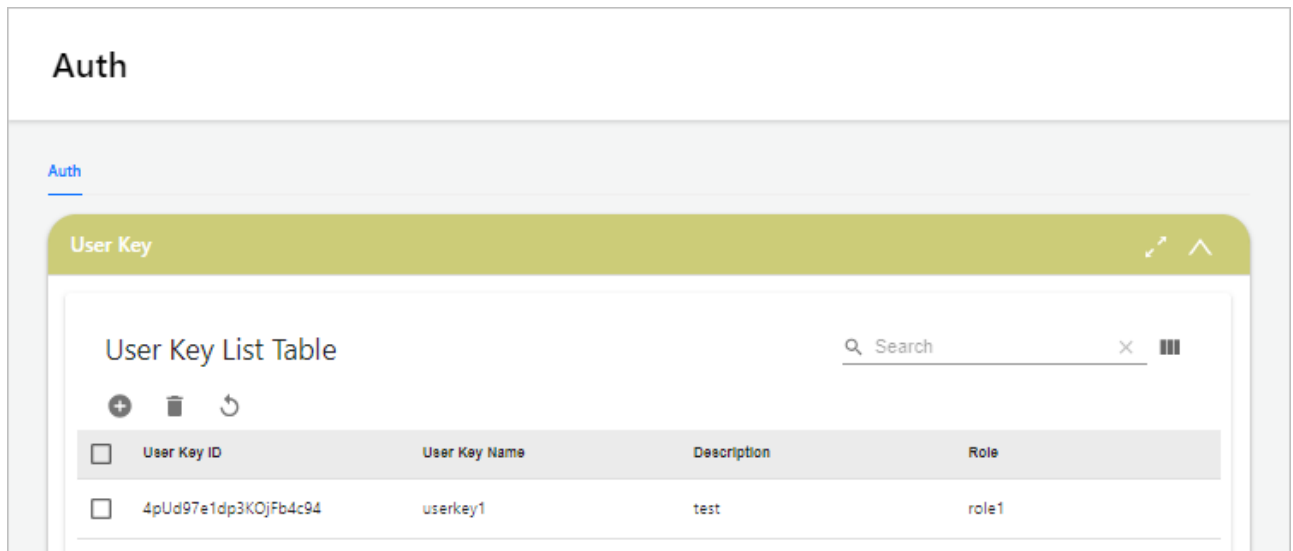 Auth
Auth
User Key
User Key List Table
Search
User Key ID User Key Name Description Role
4pUd97e1dp3KOjFb4c94 userkey1 test role1